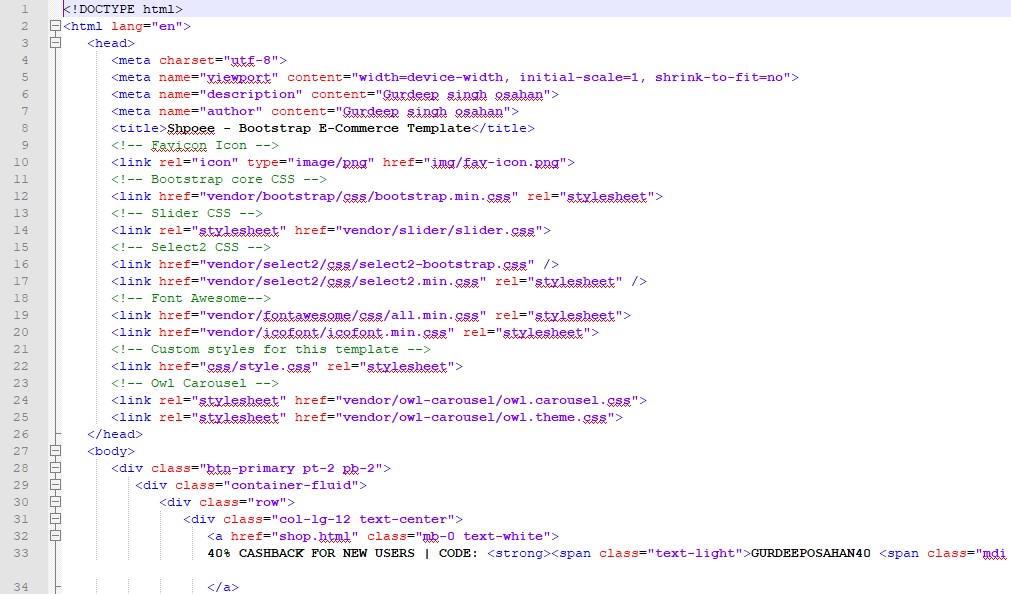 1 <!DOCTYPE html>
2 <html lang="en">
3 <head>
4 <meta charset="utf-8">
5 <meta name="viewport" content="width=device-width, initial-scale=1, shrink-to-fit=no">
6 <meta name="description" content="Gurdeep singh osahan">
7 <meta name="author" content="Gurdeep singh osahan">
8 <title>Shpoee - Bootstrap E-Commerce Template</title>
9 <!-- Favicon Icon -->
10 <link rel="icon" type="image/png" href="img/fav-icon.png">
11 <!-- Bootstrap core CSS -->
12 <link href="vendor/bootstrap/css/bootstrap.min.css" rel="stylesheet">
13 <!-- Slider CSS -->
14 <link rel="stylesheet" href="vendor/slider/slider.css">
15 <!-- Select2 CSS -->
16 <link href="vendor/select2/css/select2-bootstrap.css" />
17 <link href="vendor/select2/css/select2.min.css" rel="stylesheet" />
18 <!-- Font Awesome-->
19 <link href="vendor/fontawesome/css/all.min.css" rel="stylesheet">
20 <link href="vendor/icofont/icofont.min.css" rel="stylesheet">
21 <!-- Custom styles for this template -->
22 <link href="css/style.css" rel="stylesheet">
23 <!-- Owl Carousel -->
24 <link rel="stylesheet" href="vendor/owl-carousel/owl.carousel.css">
25 <link rel="stylesheet" href="vendor/owl-carousel/owl.theme.css">
26 </head>
27 <body>
28 <div class="btn-primary pt-2 pb-2">
29 <div class="container-fluid">
30 <div class="row">
31 <div class="col-lg-12 text-center">
32 <a href="shop.html" class="mb-0 text-white">
33 40% CASHBACK FOR NEW USERS | CODE: <strong><span class="text-light">GURDEEPOSAHAN40 <span class="mdi
34 </a>